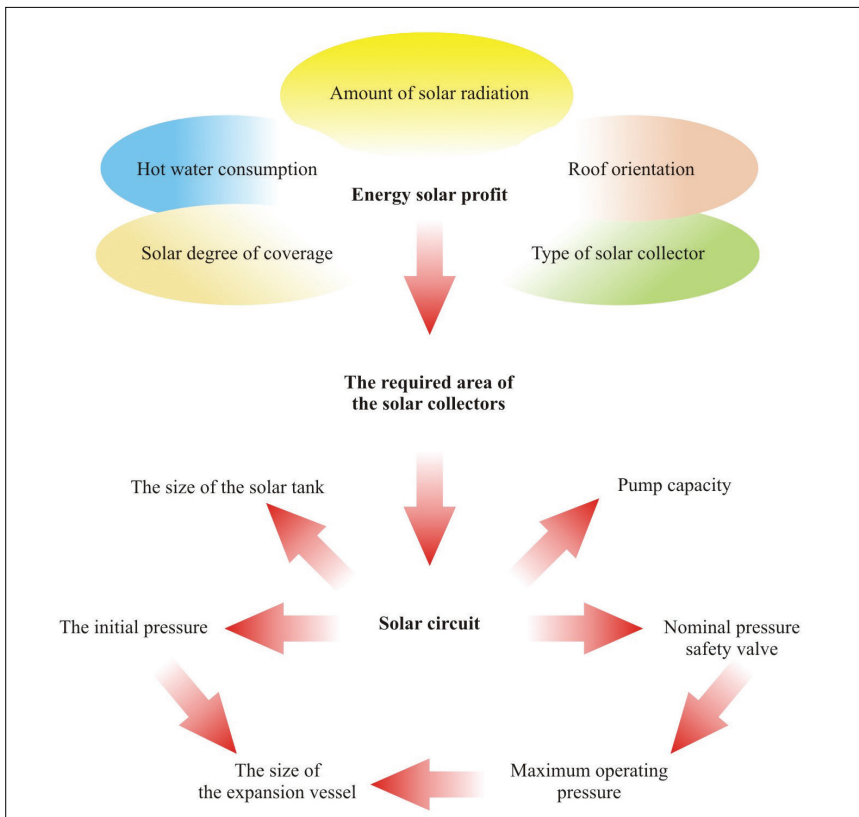 Amount of solar radiation
Hot water consumption
Roof orientation
Energy solar profit
Solar degree of coverage
Type of solar collector
The required area of
the solar collectors
The size of the solar tank
Pump capacity
The initial pressure
Solar circuit
Nominal pressure
safety valve
The size of
the expansion vessel
Maximum operating
pressure